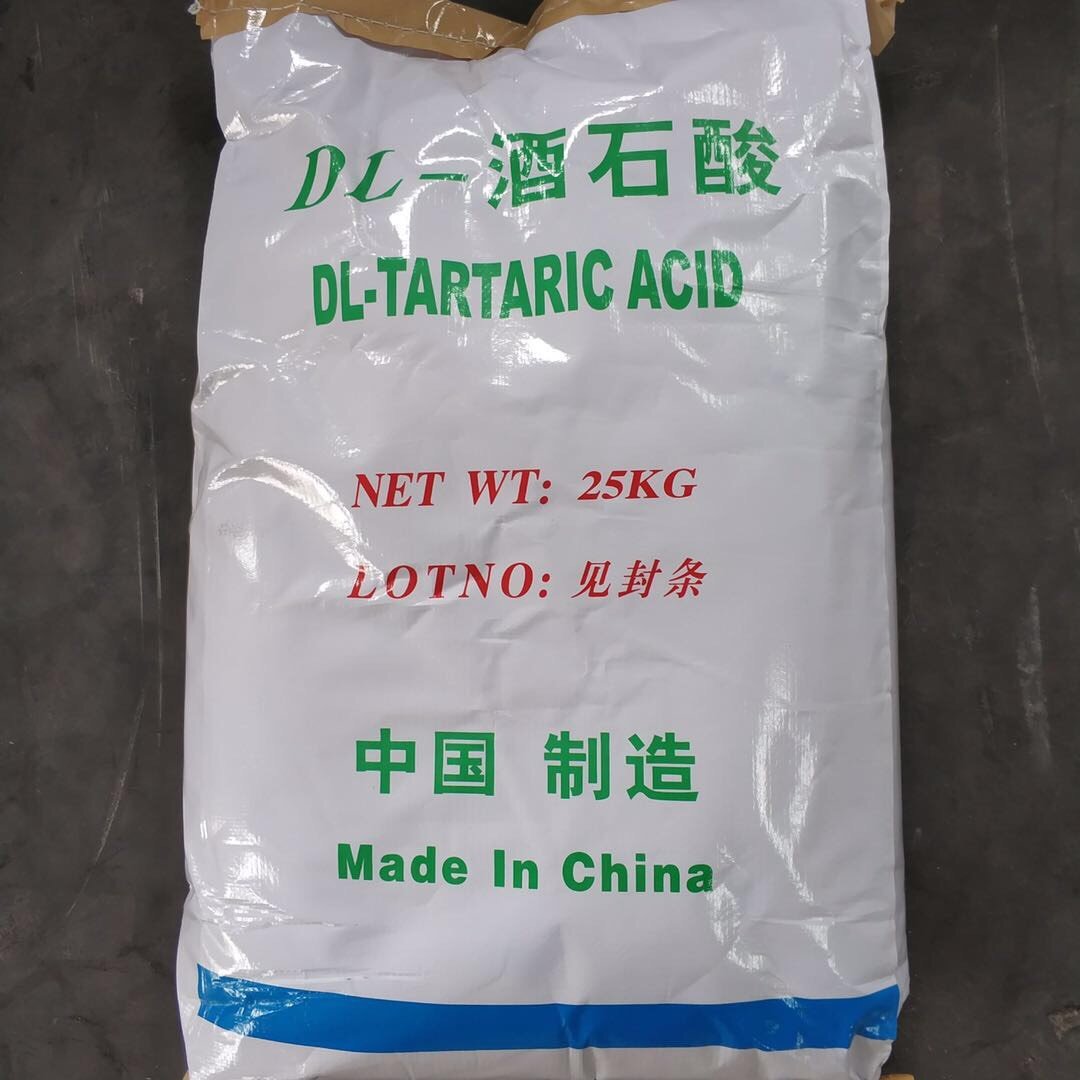 DL-酒石酸
DL-TARTARIC ACID
NET WT: 25KG
LOTNO: 见封条
中国 制造
Made In China